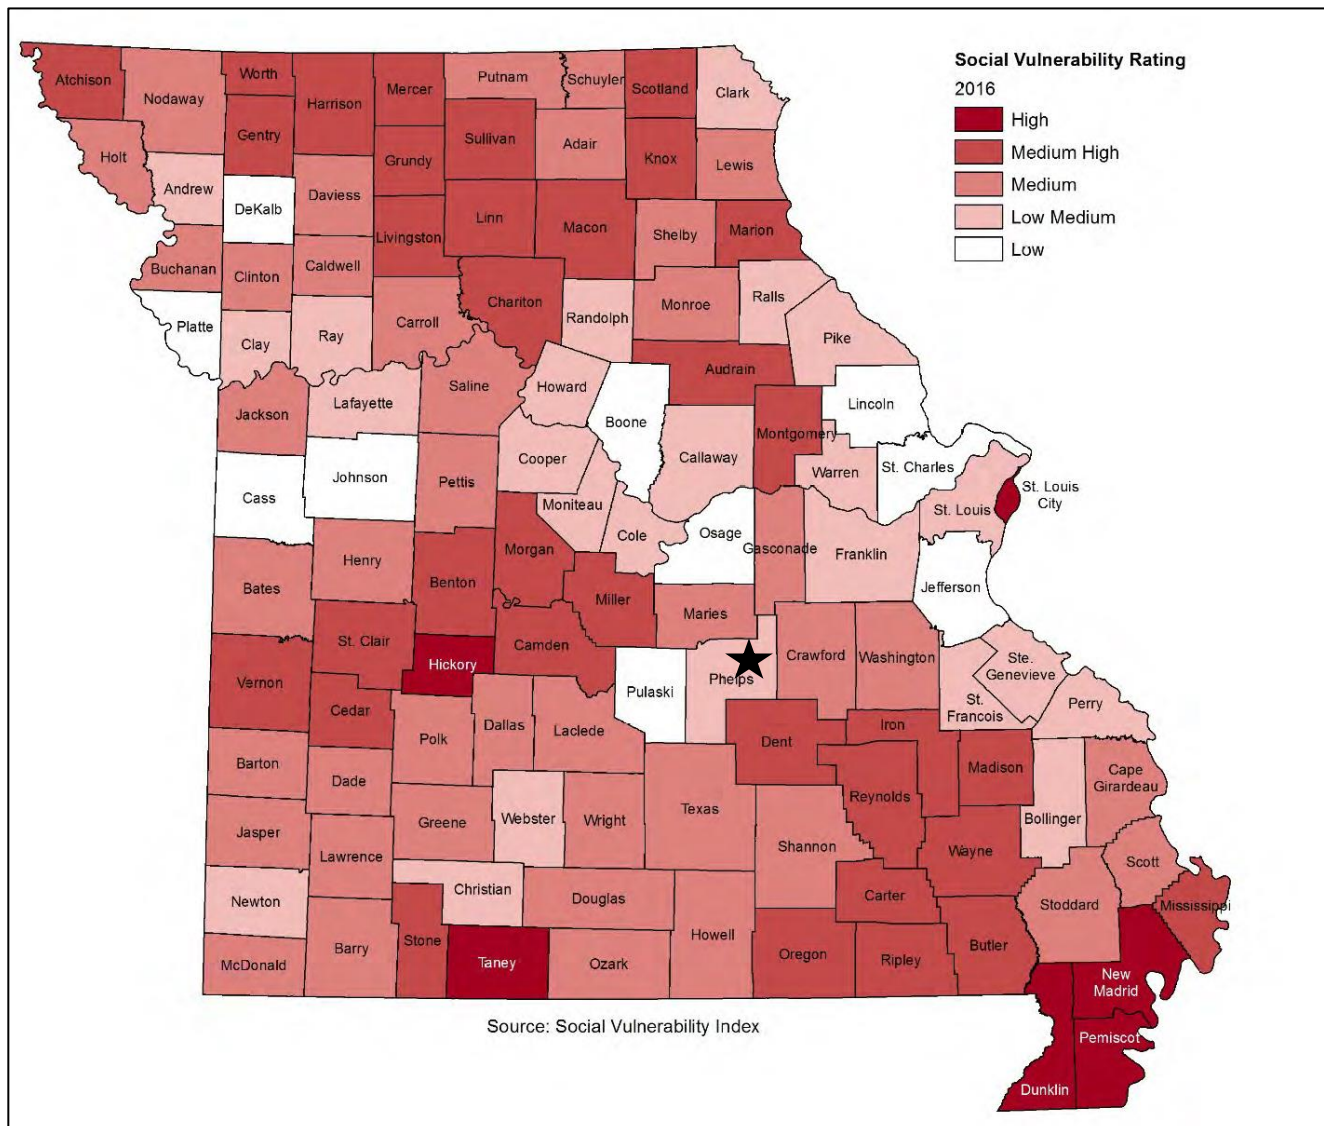 Social Vulnerability Rating
2016
High
Medium High
Medium
Low Medium
Low
Atchison
Nodaway
Worth
Harrison
Mercer
Putnam
Schuyler
Scotland
Clark
Gentry
Sullivan
Adair
Knox
Lewis
Holt
Andrew
DeKalb
Daviess
Grundy
Linn
Macon
Shelby
Marion
Livingston
Buchanan
Clinton
Caldwell
Chariton
Randolph
Monroe
Ralls
Platte
Clay
Ray
Carroll
Pike
Audrain
Jackson
Lafayette
Saline
Howard
Boone
Lincoln
Montgomery
Callaway
Cooper
Warren
St. Charles
Cass
Johnson
Pettis
Moniteau
Cole
Osage
Gasconade
Franklin
St. Louis
St. Louis
City
Jefferson
Bates
Henry
Benton
Morgan
Miller
Maries
St. Clair
Hickory
Camden
Pulaski
Phelps
Crawford
Washington
Ste.
Genevieve
St.
Francois
Perry
Vernon
Cedar
Polk
Dallas
Laclede
Dent
Iron
Madison
Barton
Dade
Greene
Webster
Wright
Texas
Reynolds
Bollinger
Cape
Girardeau
Jasper
Lawrence
Shannon
Wayne
Scott
Newton
Christian
Douglas
Carter
Stoddard
Mississippi
McDonald
Barry
Stone
Taney
Ozark
Howell
Oregon
Ripley
Butler
New
Madrid
Pemiscot
Dunklin
Source: Social Vulnerability Index